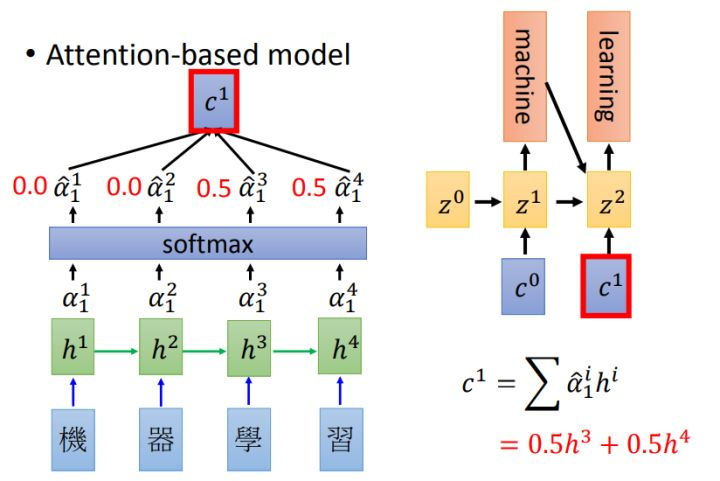 • Attention-based model
c¹
0.0 α̂₁¹ 0.0 α̂₁² 0.5 α̂₁³ 0.5 α̂₁⁴
softmax
α₁¹ α₁² α₁³ α₁⁴
h¹ h² h³ h⁴
機 器 學 習
machine learning
z⁰ z¹ z²
c⁰ c¹
c¹ = ∑ α̂₁ⁱhⁱ
= 0.5h³ + 0.5h⁴